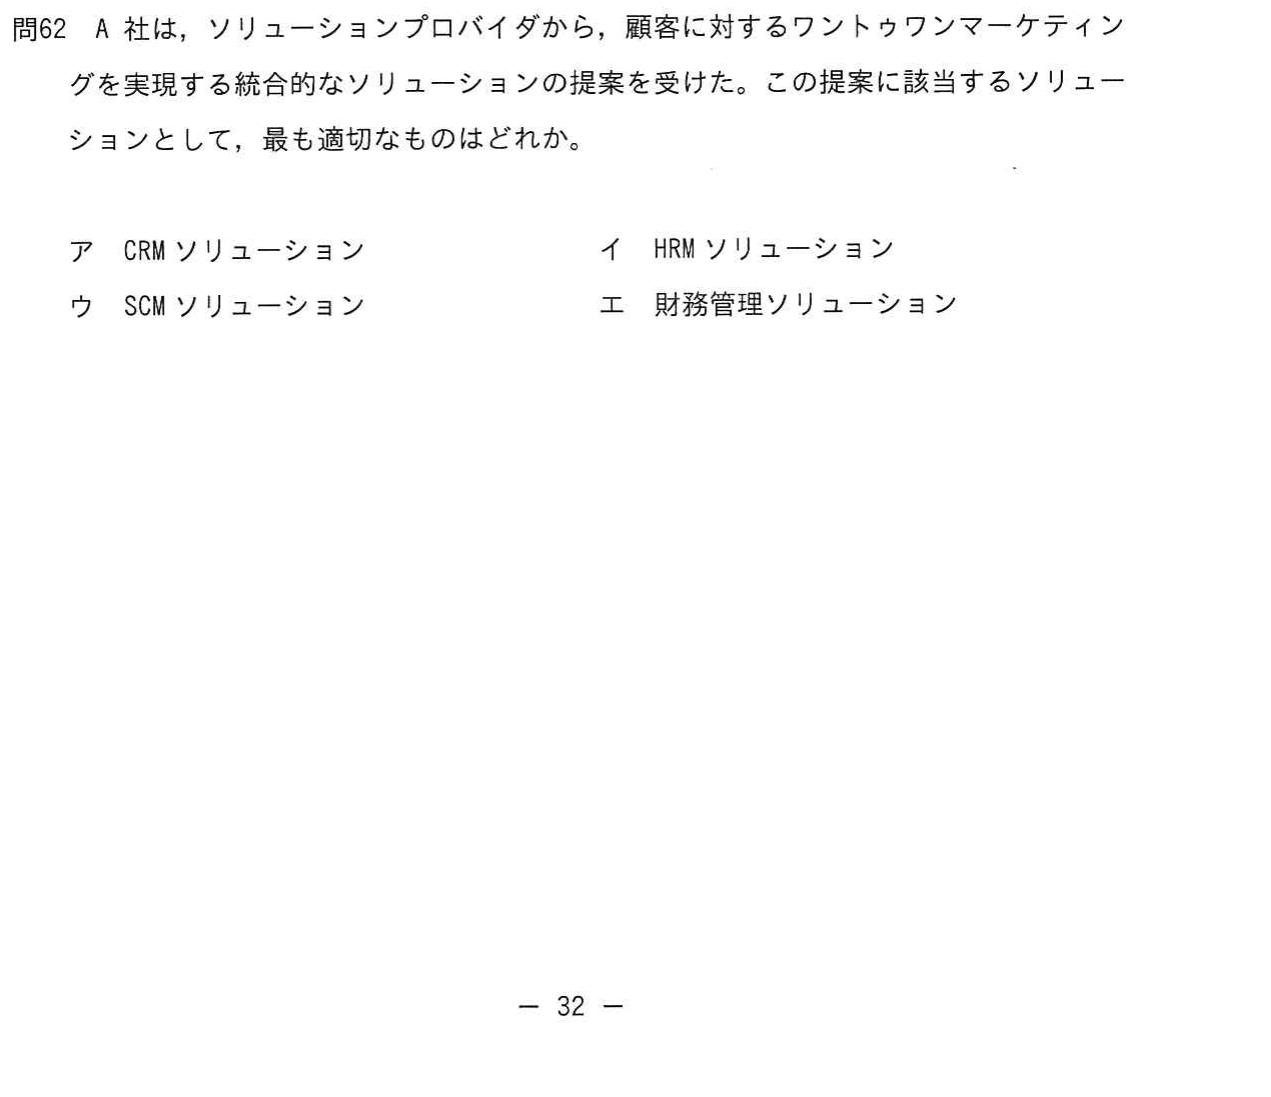 問62　A 社は，ソリューションプロバイダから，顧客に対するワントゥワンマーケティン
グを実現する統合的なソリューションの提案を受けた。この提案に該当するソリュー
ションとして，最も適切なものはどれか。
ア　CRM ソリューション　イ　HRM ソリューション
ウ　SCM ソリューション　エ　財務管理ソリューション
－ 32 －